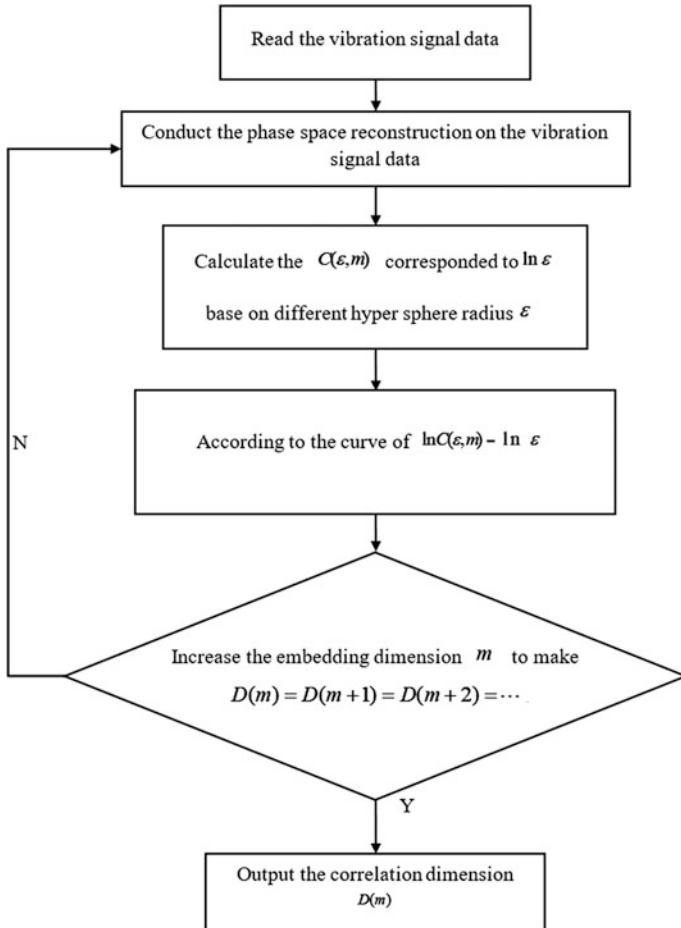 Read the vibration signal data
Conduct the phase space reconstruction on the vibration
signal data
Calculate the C(ε,m) corresponded to ln ε
base on different hyper sphere radius ε
N
According to the curve of lnC(ε,m) − ln ε
Increase the embedding dimension m to make
D(m) = D(m+1) = D(m+2) = ⋯
Y
Output the correlation dimension
D(m)